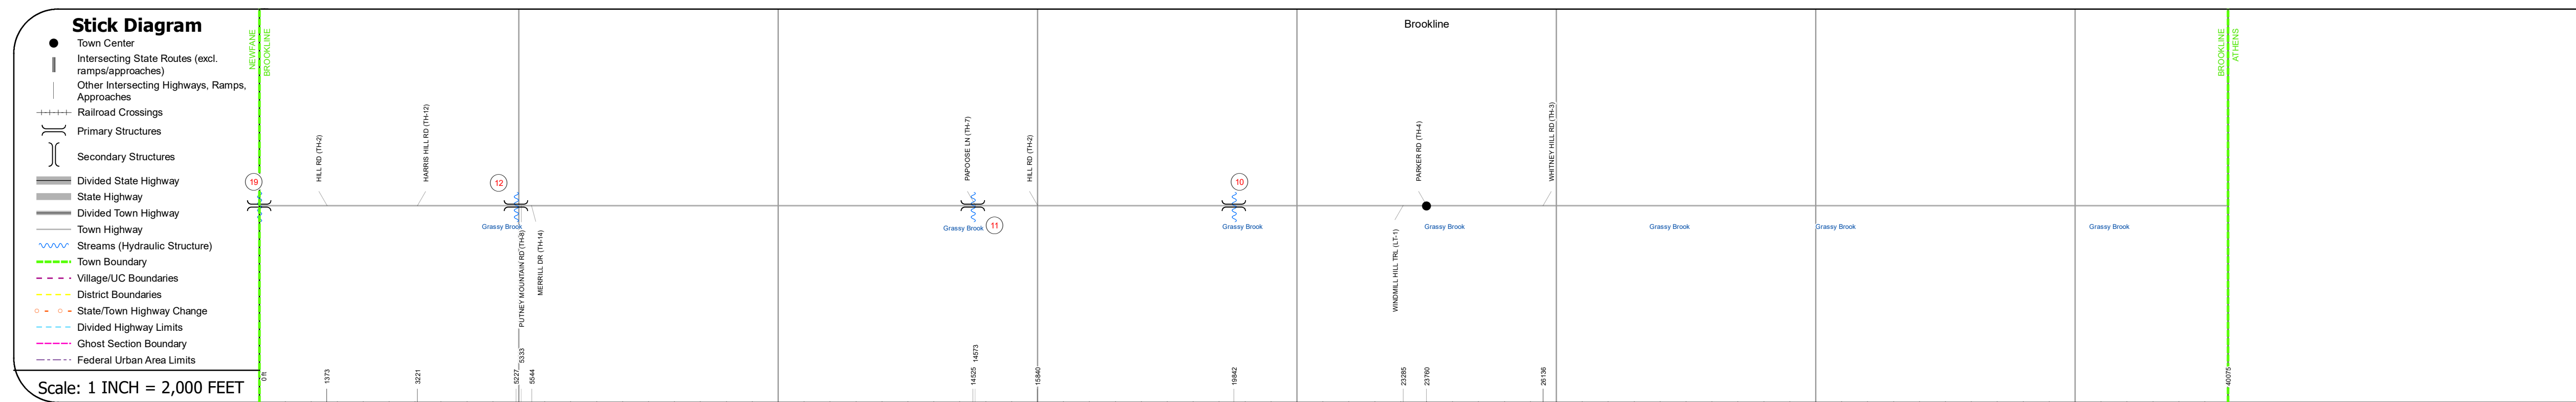 Stick Diagram
Town Center
Intersecting State Routes (excl.
ramps/approaches)
Other Intersecting Highways, Ramps,
Approaches
Railroad Crossings
Primary Structures
Secondary Structures
Divided State Highway
State Highway
Divided Town Highway
Town Highway
Streams (Hydraulic Structure)
Town Boundary
Village/UC Boundaries
District Boundaries
State/Town Highway Change
Divided Highway Limits
Ghost Section Boundary
Federal Urban Area Limits
Scale: 1 INCH = 2,000 FEET
Brookline
NEWFANE
BROOKLINE
BROOKLINE
ATHENS
HILL RD (TH-2)
HARRIS HILL RD (TH-12)
PAPOOSE LN (TH-7)
HILL RD (TH-2)
PARKER RD (TH-4)
WHITNEY HILL RD (TH-3)
19
12
11
10
Grassy Brook
Grassy Brook
Grassy Brook
Grassy Brook
Grassy Brook
Grassy Brook
Grassy Brook
PUTNEY MOUNTAIN RD (TH-8)
MERRILL DR (TH-14)
WINDMILL HILL TRL (LT-1)
0 ft
1373
3221
5227
5333
5544
14525
14573
15840
19842
23285
23760
26136
40075